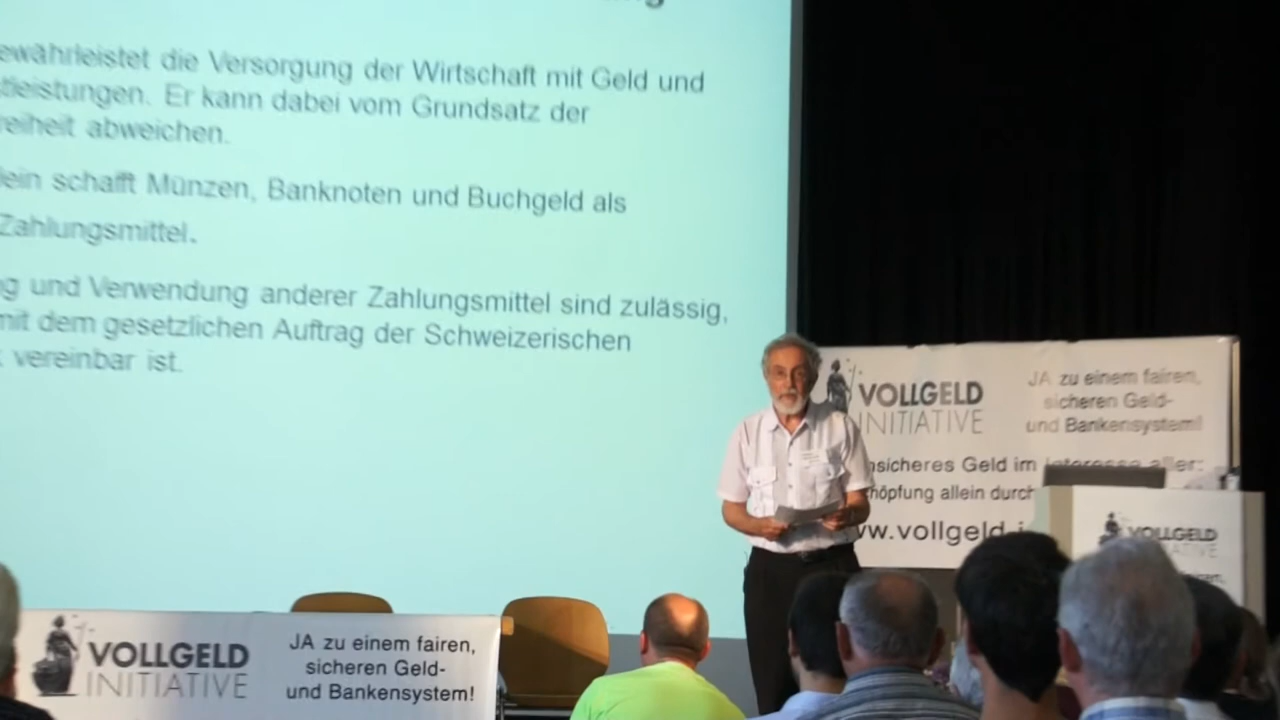 ewährleistet die Versorgung der Wirtschaft mit Geld und
tleistungen. Er kann dabei vom Grundsatz der
reiheit abweichen.
lein schafft Münzen, Banknoten und Buchgeld als
Zahlungsmittel.
g und Verwendung anderer Zahlungsmittel sind zulässig,
mit dem gesetzlichen Auftrag der Schweizerischen
vereinbar ist.
VOLLGELD
INITIATIVE
JA zu einem fairen,
sicheren Geld-
und Bankensystem!
nsicheres Geld im Interesse aller:
höpfung allein durch
ww.vollgeld-i
VOLLGELD
INITIATIVE
VOLLGELD
INITIATIVE
JA zu einem fairen,
sicheren Geld-
und Bankensystem!